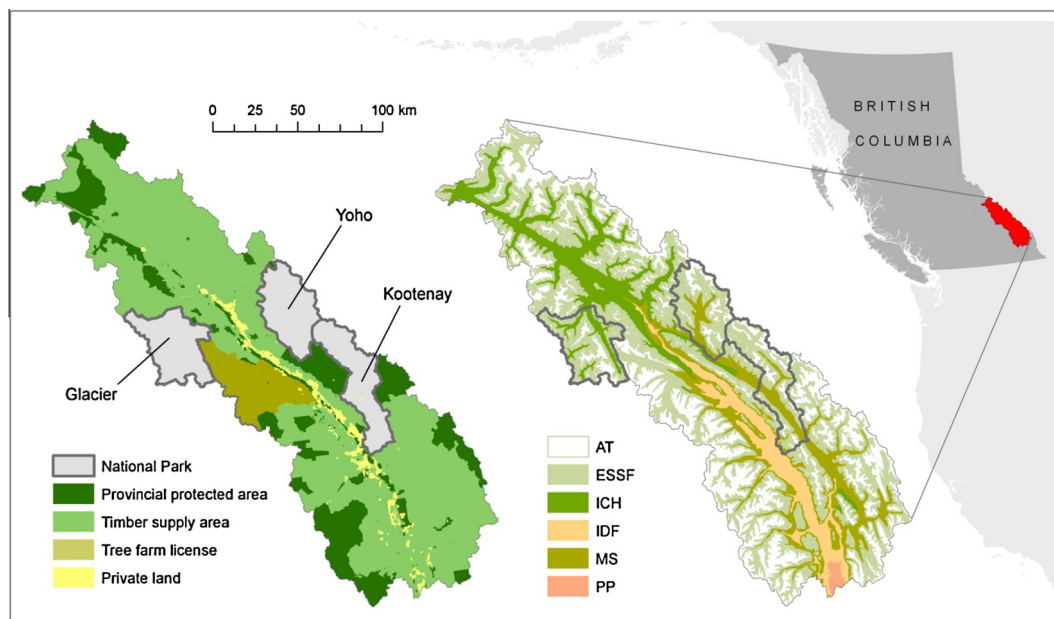 BRITISH
COLUMBIA
0 25 50 100 km
Yoho
Kootenay
Glacier
National Park
Provincial protected area
Timber supply area
Tree farm license
Private land
AT
ESSF
ICH
IDF
MS
PP